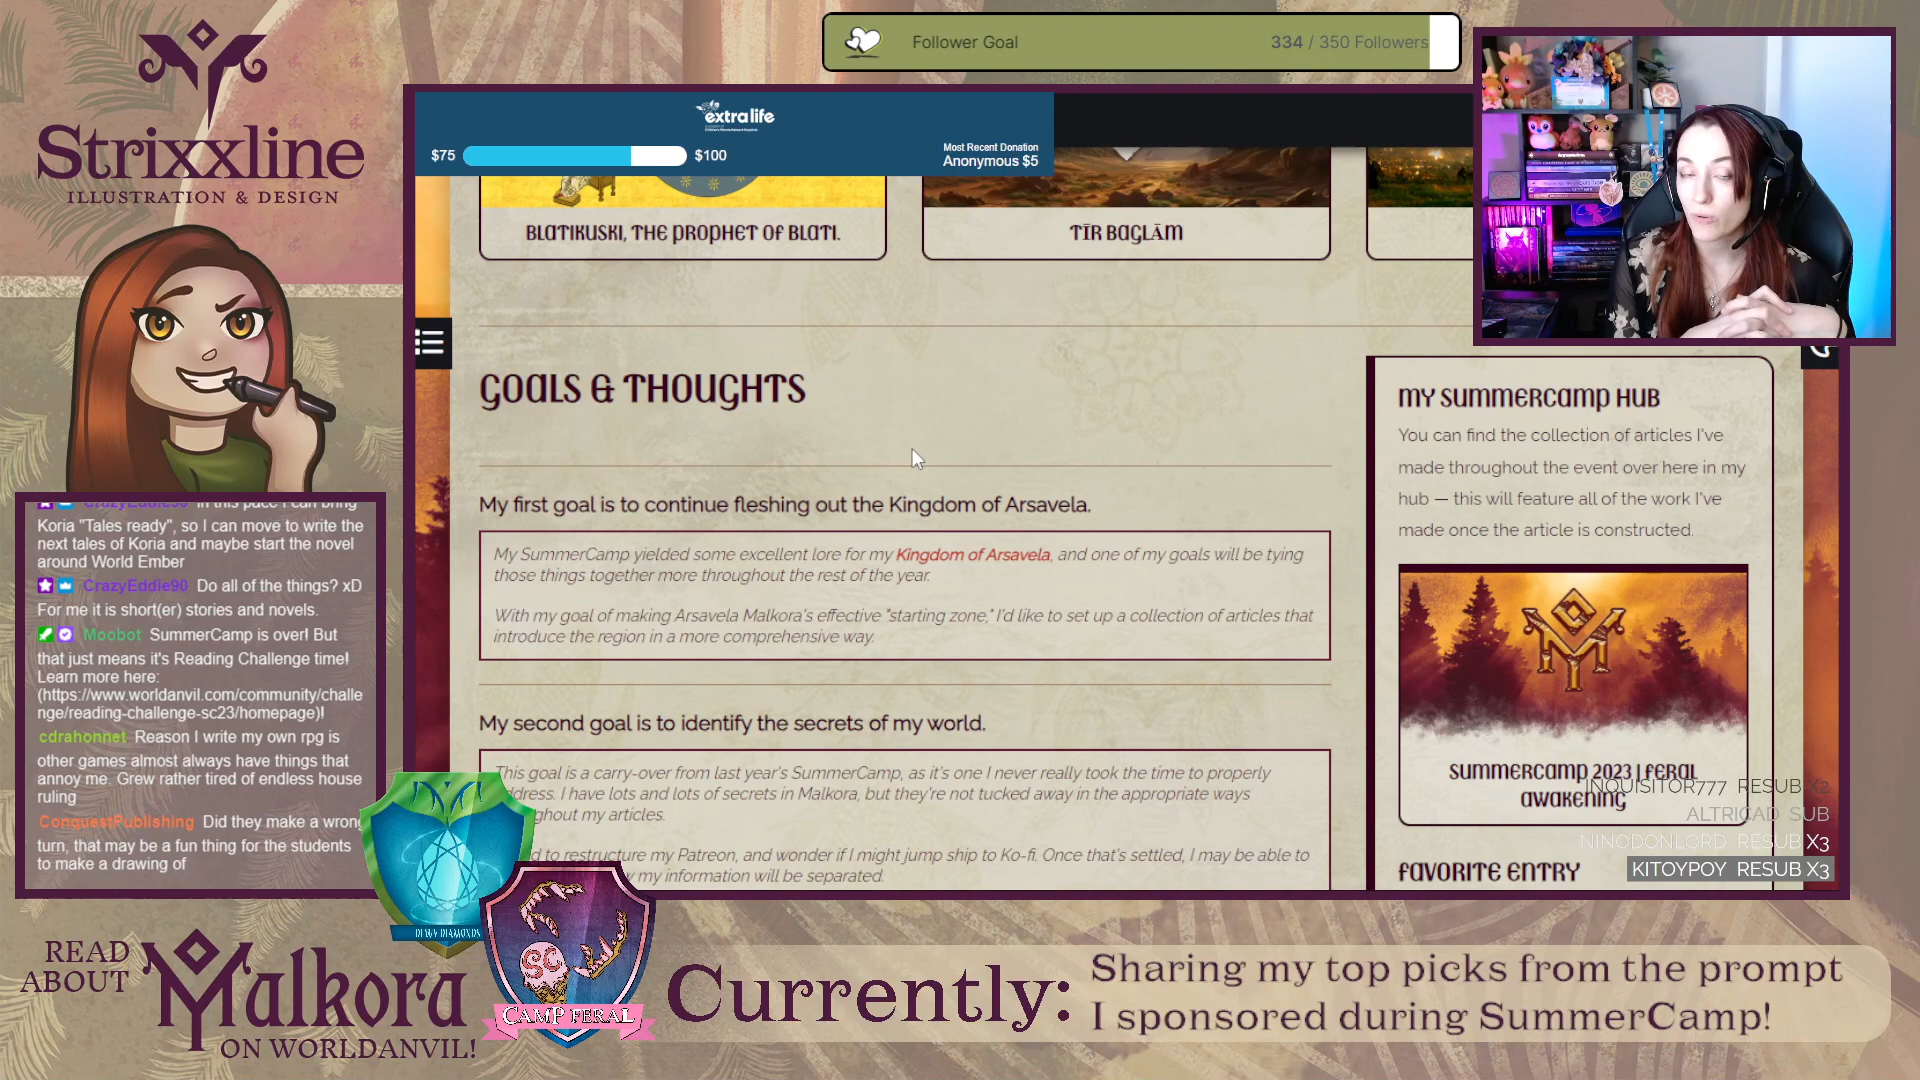 Strixxline
ILLUSTRATION & DESIGN
Follower Goal
334 / 350 Followers
extralife
$75
$100
Most Recent Donation
Anonymous $5
BLATIKUSKI, THE PROPHET OF BLATI.
TĪR BAGLĀM
GOALS & THOUGHTS
My first goal is to continue fleshing out the Kingdom of Arsavela.
My SummerCamp yielded some excellent lore for my Kingdom of Arsavela, and one of my goals will be tying
those things together more throughout the rest of the year.
With my goal of making Arsavela Malkora's effective "starting zone," I'd like to set up a collection of articles that
introduce the region in a more comprehensive way.
My second goal is to identify the secrets of my world.
This goal is a carry-over from last year's SummerCamp, as it's one I never really took the time to properly
ddress. I have lots and lots of secrets in Malkora, but they're not tucked away in the appropriate ways
ghout my articles.
d to restructure my Patreon, and wonder if I might jump ship to Ko-fi. Once that's settled, I may be able to
my information will be separated.
MY SUMMERCAMP HUB
You can find the collection of articles I've
made throughout the event over here in my
hub — this will feature all of the work I've
made once the article is constructed.
SUMMERCAMP 2023 | FERAL
AWAKENING
FAVORITE ENTRY
INQUISITOR777 RESUB X2
ALTRICAD SUB
NINODONLORD RESUB X3
KITOYPOY RESUB X3
CrazyEddie90 In this pace I can bring
Koria "Tales ready", so I can move to write the
next tales of Koria and maybe start the novel
around World Ember
CrazyEddie90 Do all of the things? xD
For me it is short(er) stories and novels.
Moobot SummerCamp is over! But
that just means it's Reading Challenge time!
Learn more here:
(https://www.worldanvil.com/community/challe
nge/reading-challenge-sc23/homepage)!
cdrahonnet Reason I write my own rpg is
other games almost always have things that
annoy me. Grew rather tired of endless house
ruling
ConquestPublishing Did they make a wrong
turn, that may be a fun thing for the students
to make a drawing of
DEWY DIAMONDS
SC
CAMP FERAL
READ
ABOUT
Malkora
ON WORLDANVIL!
Currently:
Sharing my top picks from the prompt
I sponsored during SummerCamp!